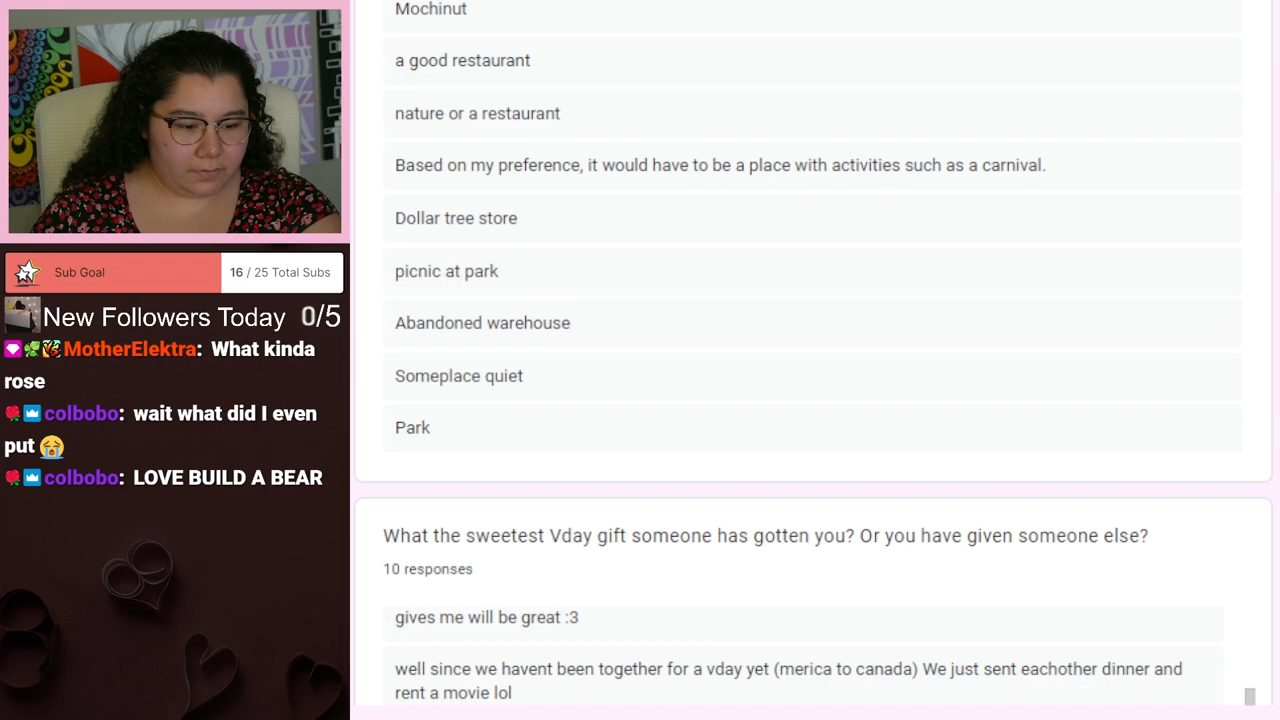 Sub Goal
16 / 25 Total Subs
New Followers Today 0/5
MotherElektra: What kinda
rose
colbobo: wait what did I even
put 😭
colbobo: LOVE BUILD A BEAR
Mochinut
a good restaurant
nature or a restaurant
Based on my preference, it would have to be a place with activities such as a carnival.
Dollar tree store
picnic at park
Abandoned warehouse
Someplace quiet
Park
What the sweetest Vday gift someone has gotten you? Or you have given someone else?
10 responses
gives me will be great :3
well since we havent been together for a vday yet (merica to canada) We just sent eachother dinner and
rent a movie lol